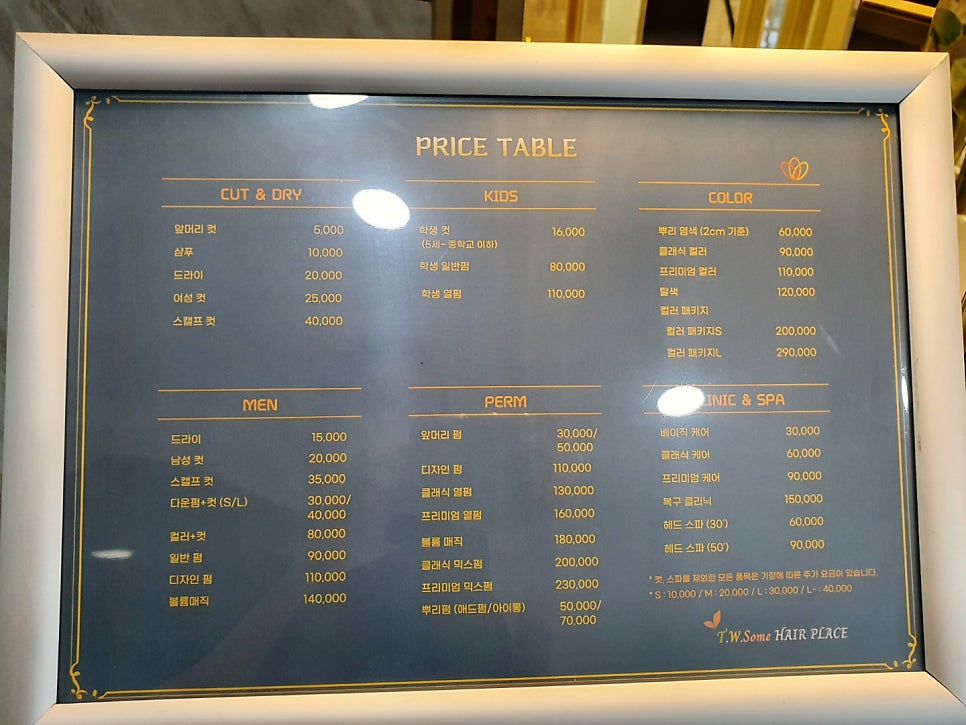 PRICE TABLE
CUT & DRY
앞머리 컷 5,000
샴푸 10,000
드라이 20,000
여성 컷 25,000
스캘프 컷 40,000
KIDS
학생 컷 16,000
(5세~ 중학교 이하)
학생 일반펌 80,000
학생 열펌 110,000
COLOR
뿌리 염색 (2cm 기준) 60,000
클래식 컬러 90,000
프리미엄 컬러 110,000
탈색 120,000
컬러 패키지
컬러 패키지S 200,000
컬러 패키지L 290,000
MEN
드라이 15,000
남성 컷 20,000
스캘프 컷 35,000
다운펌+컷 (S/L) 30,000/
40,000
컬러+컷 80,000
일반 펌 90,000
디자인 펌 110,000
볼륨매직 140,000
PERM
앞머리 펌 30,000/
50,000
디자인 펌 110,000
클래식 열펌 130,000
프리미엄 열펌 160,000
볼륨 매직 180,000
클래식 믹스펌 200,000
프리미엄 믹스펌 230,000
뿌리펌 (애드펌/아이롱) 50,000/
70,000
INIC & SPA
베이직 케어 30,000
클래식 케어 60,000
프리미엄 케어 90,000
복구 클리닉 150,000
헤드 스파 (30') 60,000
헤드 스파 (50') 90,000
* 컷, 스파를 제외한 모든 품목은 기장에 따른 추가 요금이 있습니다.
* S : 10,000 / M : 20,000 / L : 30,000 / L~ : 40,000
T.W.Some HAIR PLACE